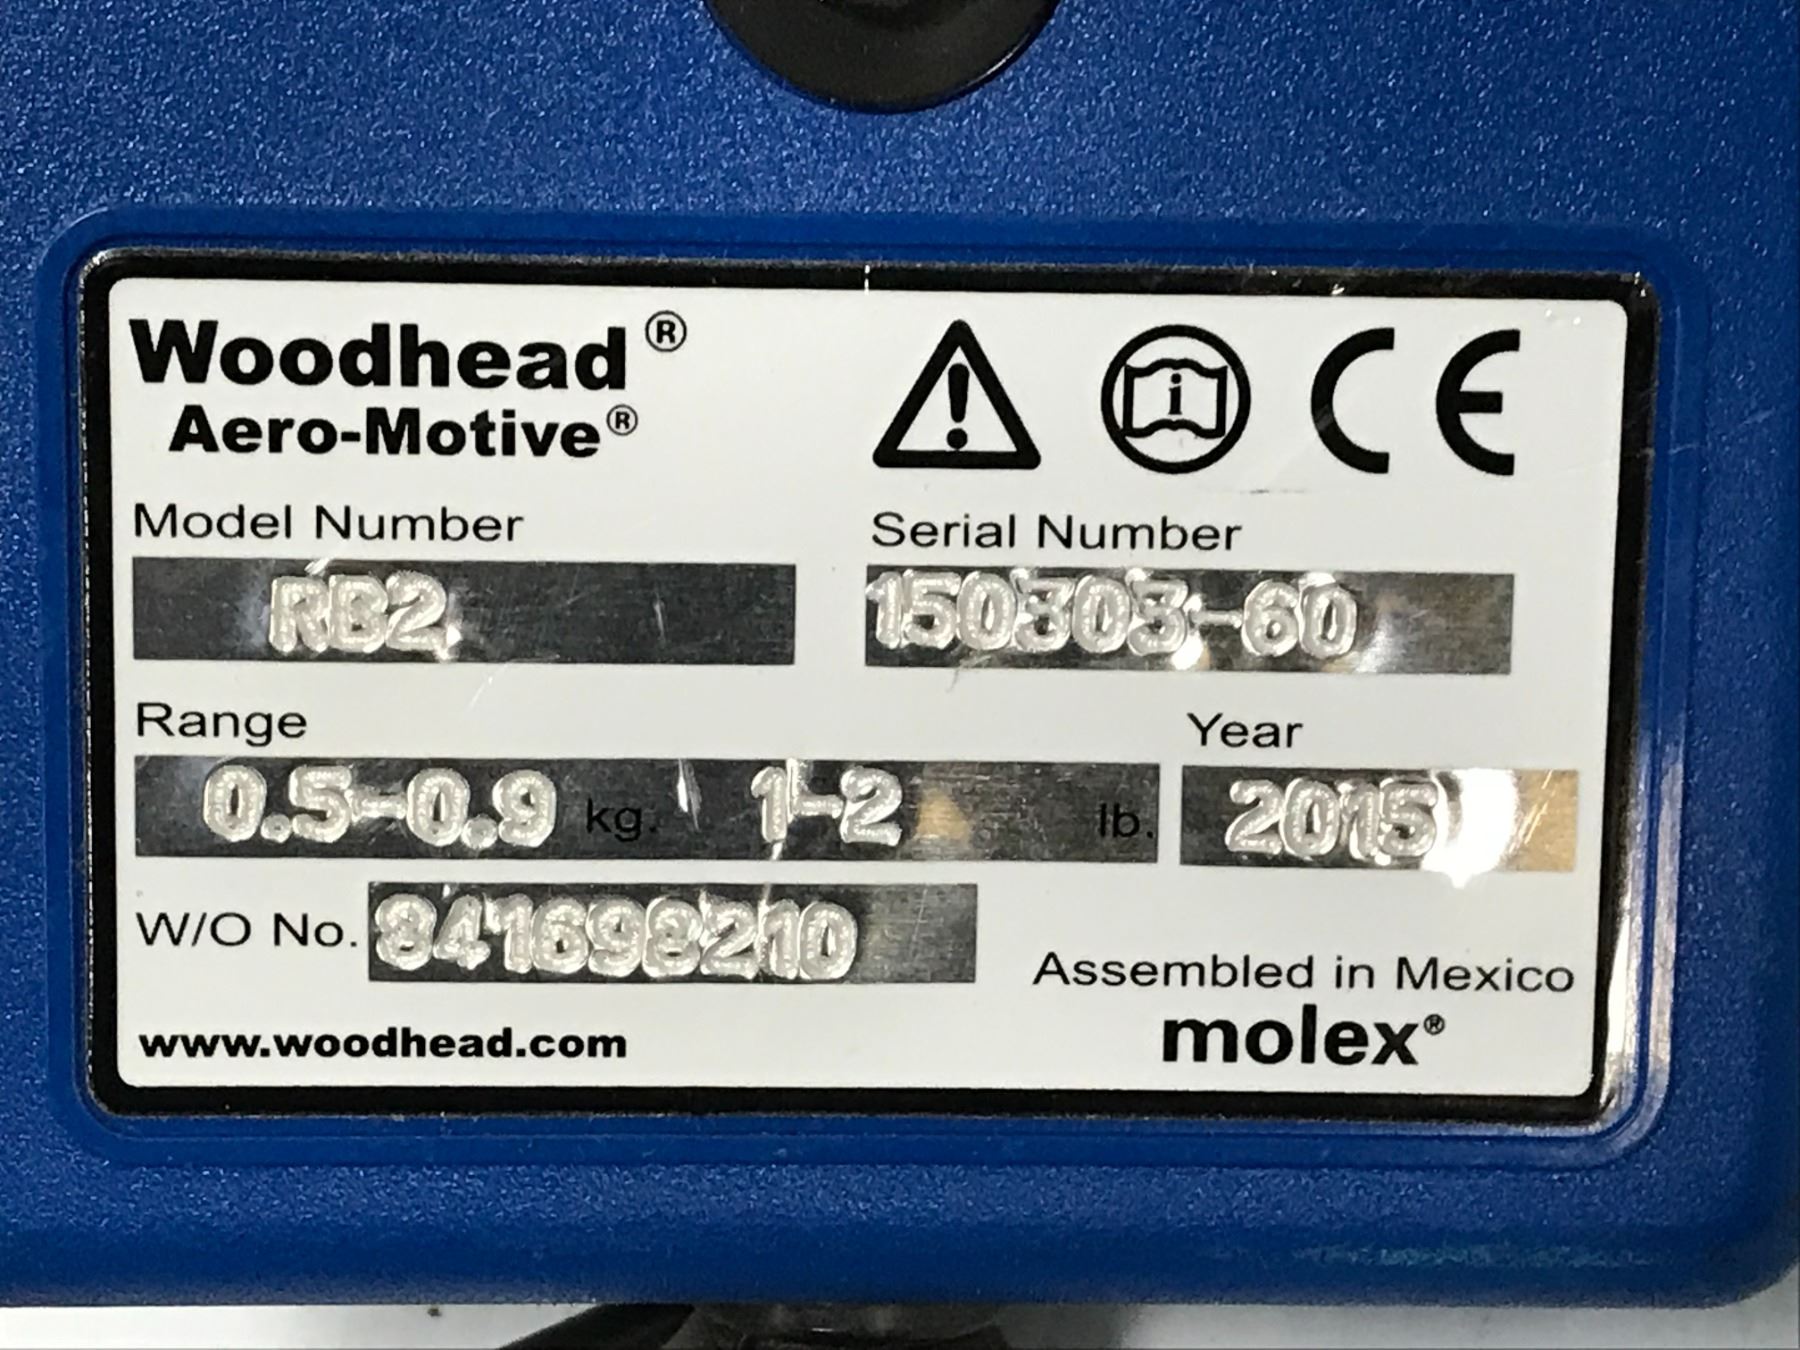 Woodhead®
Aero-Motive®
CE
Model Number
Serial Number
RB2
150303-60
Range
Year
0.5-0.9 kg. 1-2 lb.
2015
W/O No. 841698210
Assembled in Mexico
www.woodhead.com
molex®